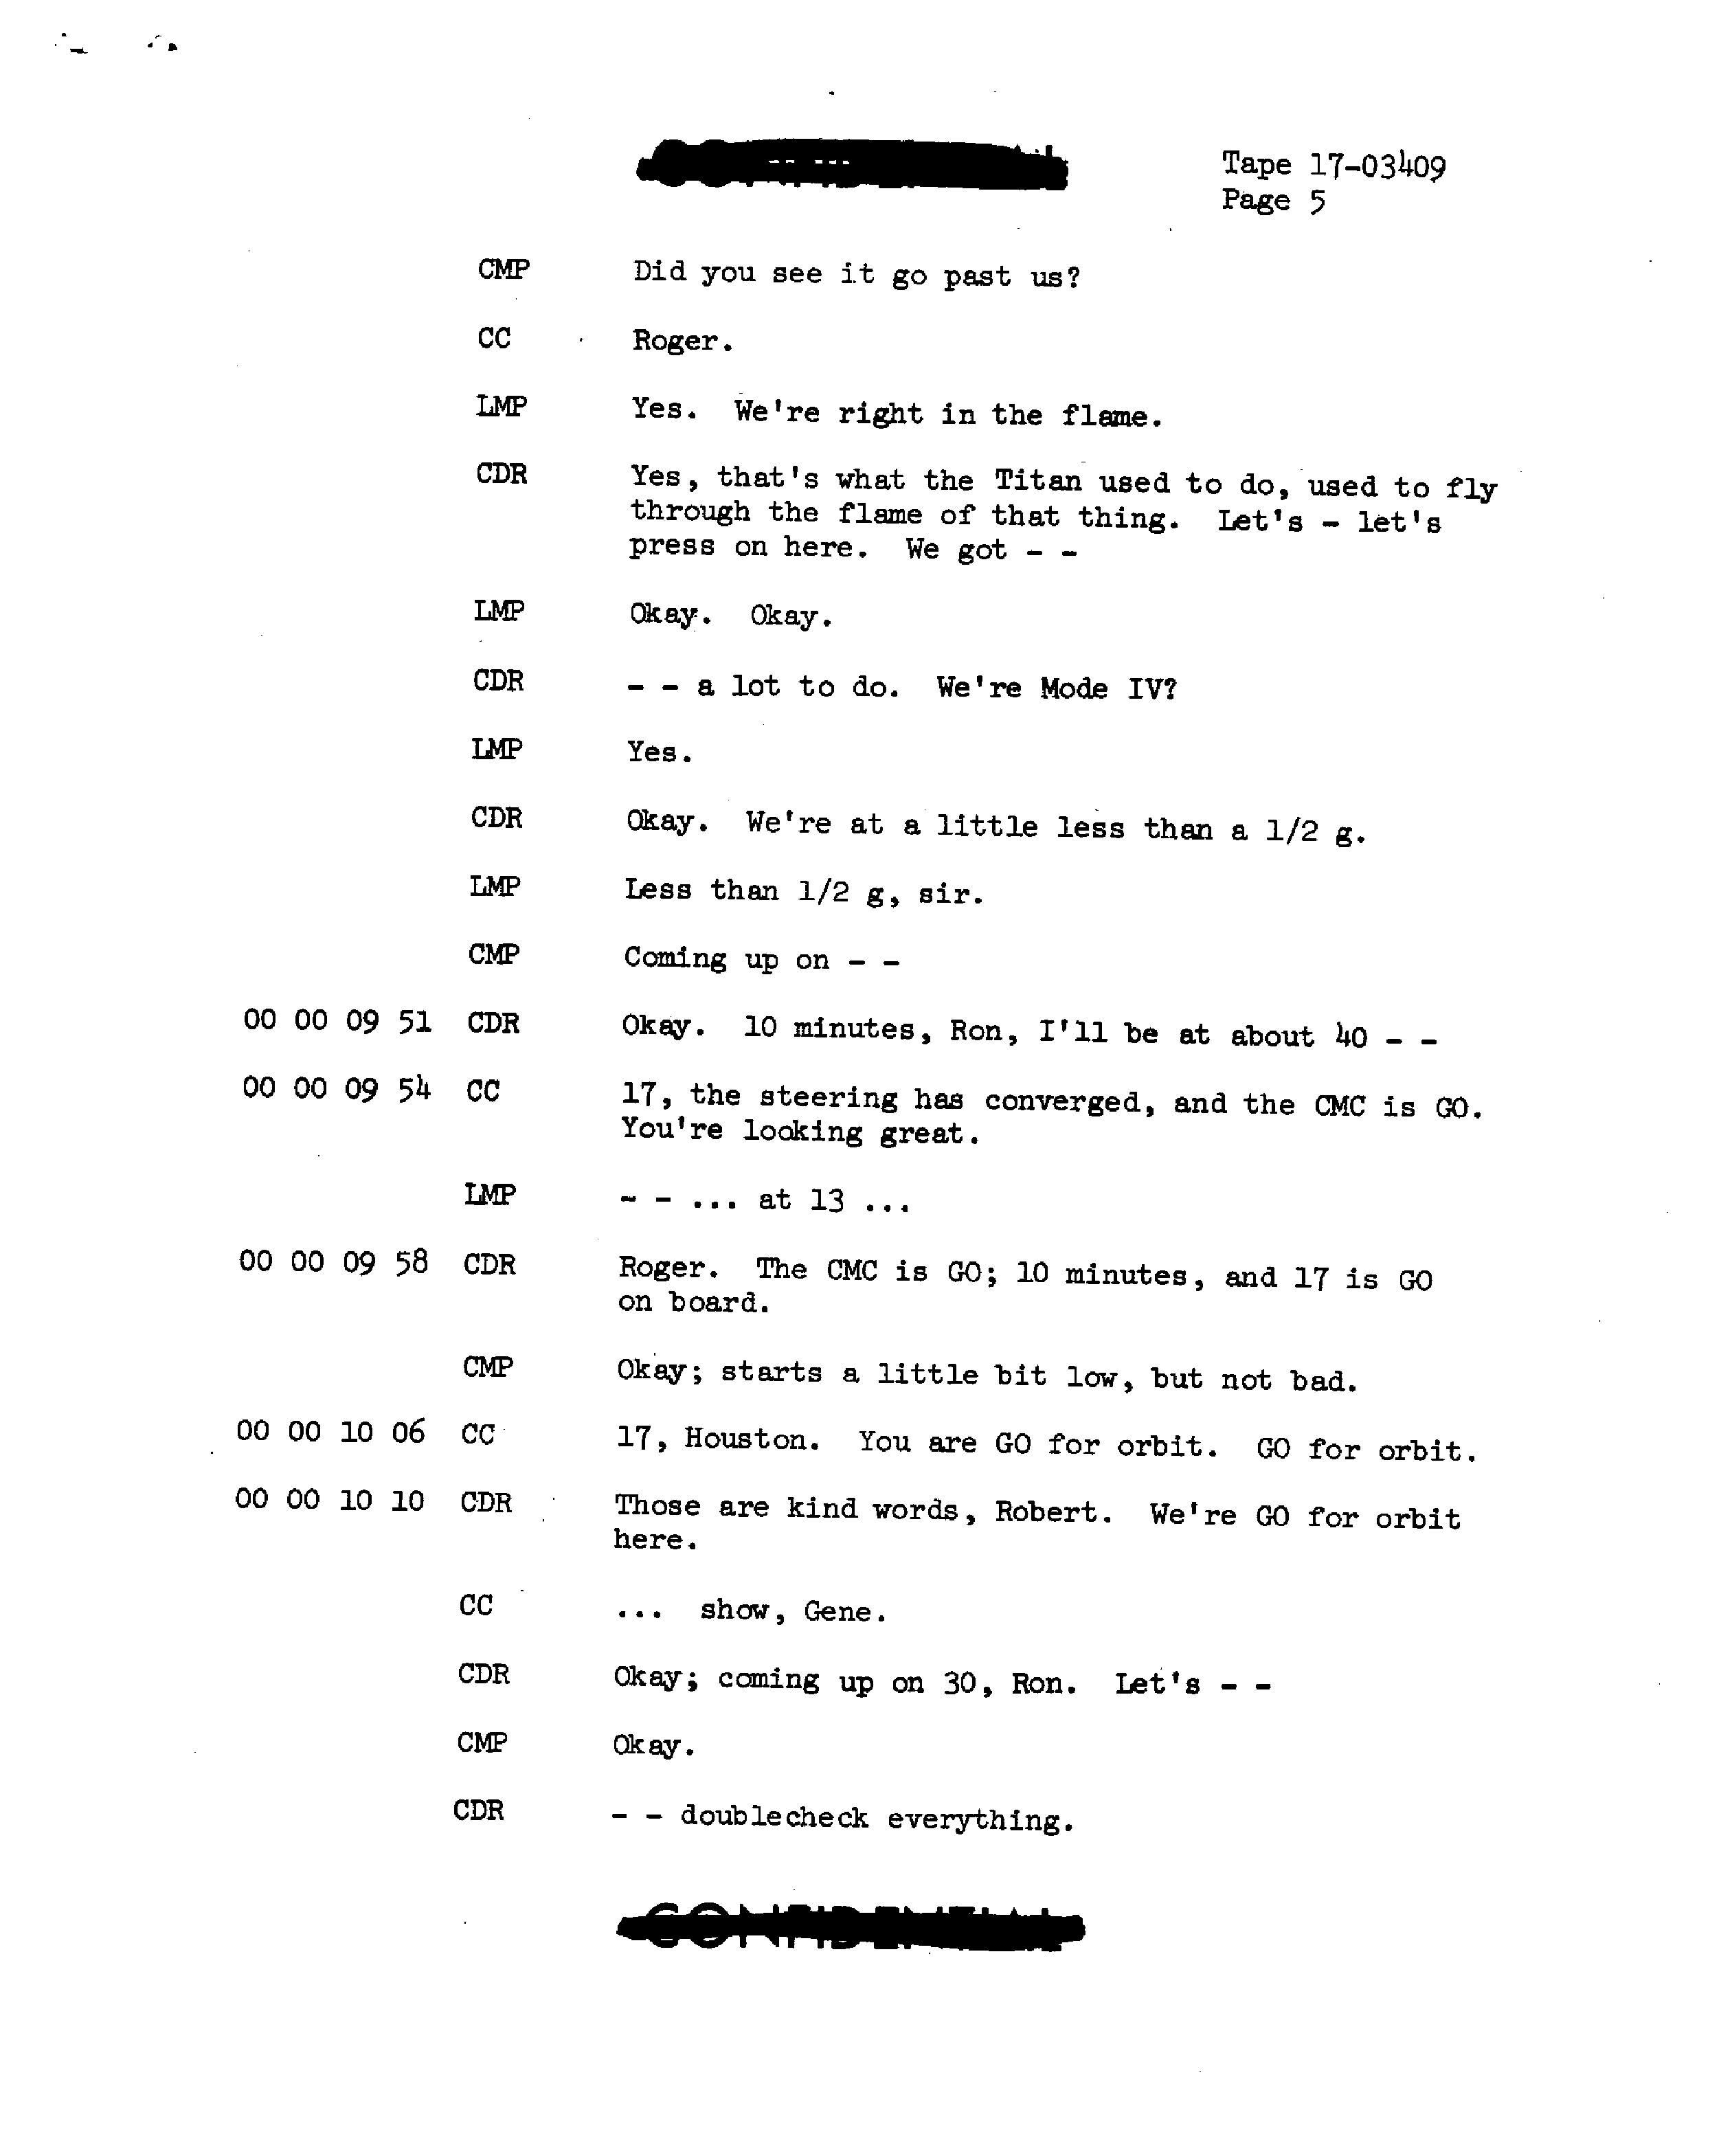 Tape 17-03409
Page 5
CMP Did you see it go past us?
CC Roger.
LMP Yes. We're right in the flame.
CDR Yes, that's what the Titan used to do, used to fly
through the flame of that thing. Let's - let's
press on here. We got - -
LMP Okay. Okay.
CDR - - a lot to do. We're Mode IV?
LMP Yes.
CDR Okay. We're at a little less than a 1/2 g.
LMP Less than 1/2 g, sir.
CMP Coming up on - -
00 00 09 51 CDR Okay. 10 minutes, Ron, I'll be at about 40 - -
00 00 09 54 CC 17, the steering has converged, and the CMC is GO.
You're looking great.
LMP - - ... at 13 ...
00 00 09 58 CDR Roger. The CMC is GO; 10 minutes, and 17 is GO
on board.
CMP Okay; starts a little bit low, but not bad.
00 00 10 06 CC 17, Houston. You are GO for orbit. GO for orbit.
00 00 10 10 CDR Those are kind words, Robert. We're GO for orbit
here.
CC ... show, Gene.
CDR Okay; coming up on 30, Ron. Let's - -
CMP Okay.
CDR - - doublecheck everything.
CONFIDENTIAL